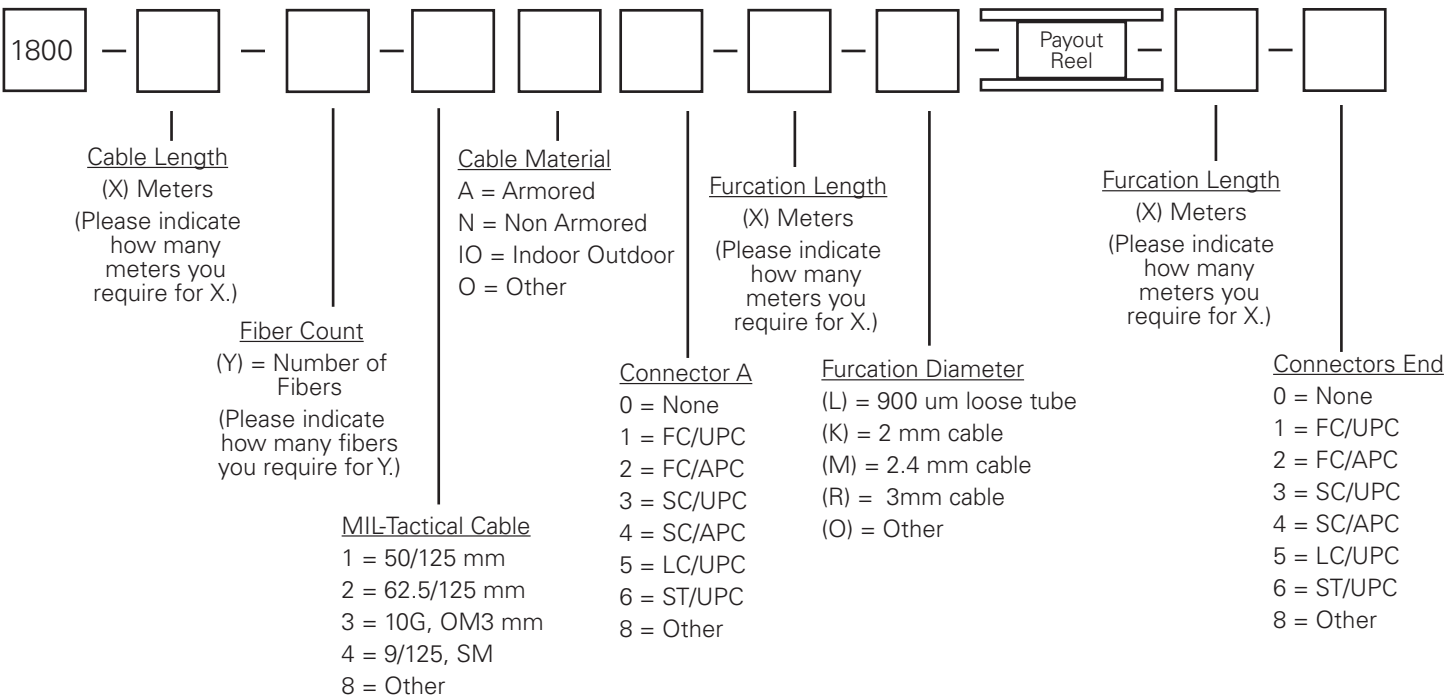 1800 – – – – – – Payout – –
Reel
Cable Length
(X) Meters
(Please indicate
how many
meters you
require for X.)
Fiber Count
(Y) = Number of
Fibers
(Please indicate
how many fibers
you require for Y.)
MIL-Tactical Cable
1 = 50/125 mm
2 = 62.5/125 mm
3 = 10G, OM3 mm
4 = 9/125, SM
8 = Other
Cable Material
A = Armored
N = Non Armored
IO = Indoor Outdoor
O = Other
Connector A
0 = None
1 = FC/UPC
2 = FC/APC
3 = SC/UPC
4 = SC/APC
5 = LC/UPC
6 = ST/UPC
8 = Other
Furcation Length
(X) Meters
(Please indicate
how many
meters you
require for X.)
Furcation Diameter
(L) = 900 um loose tube
(K) = 2 mm cable
(M) = 2.4 mm cable
(R) = 3mm cable
(O) = Other
Furcation Length
(X) Meters
(Please indicate
how many
meters you
require for X.)
Connectors End
0 = None
1 = FC/UPC
2 = FC/APC
3 = SC/UPC
4 = SC/APC
5 = LC/UPC
6 = ST/UPC
8 = Other